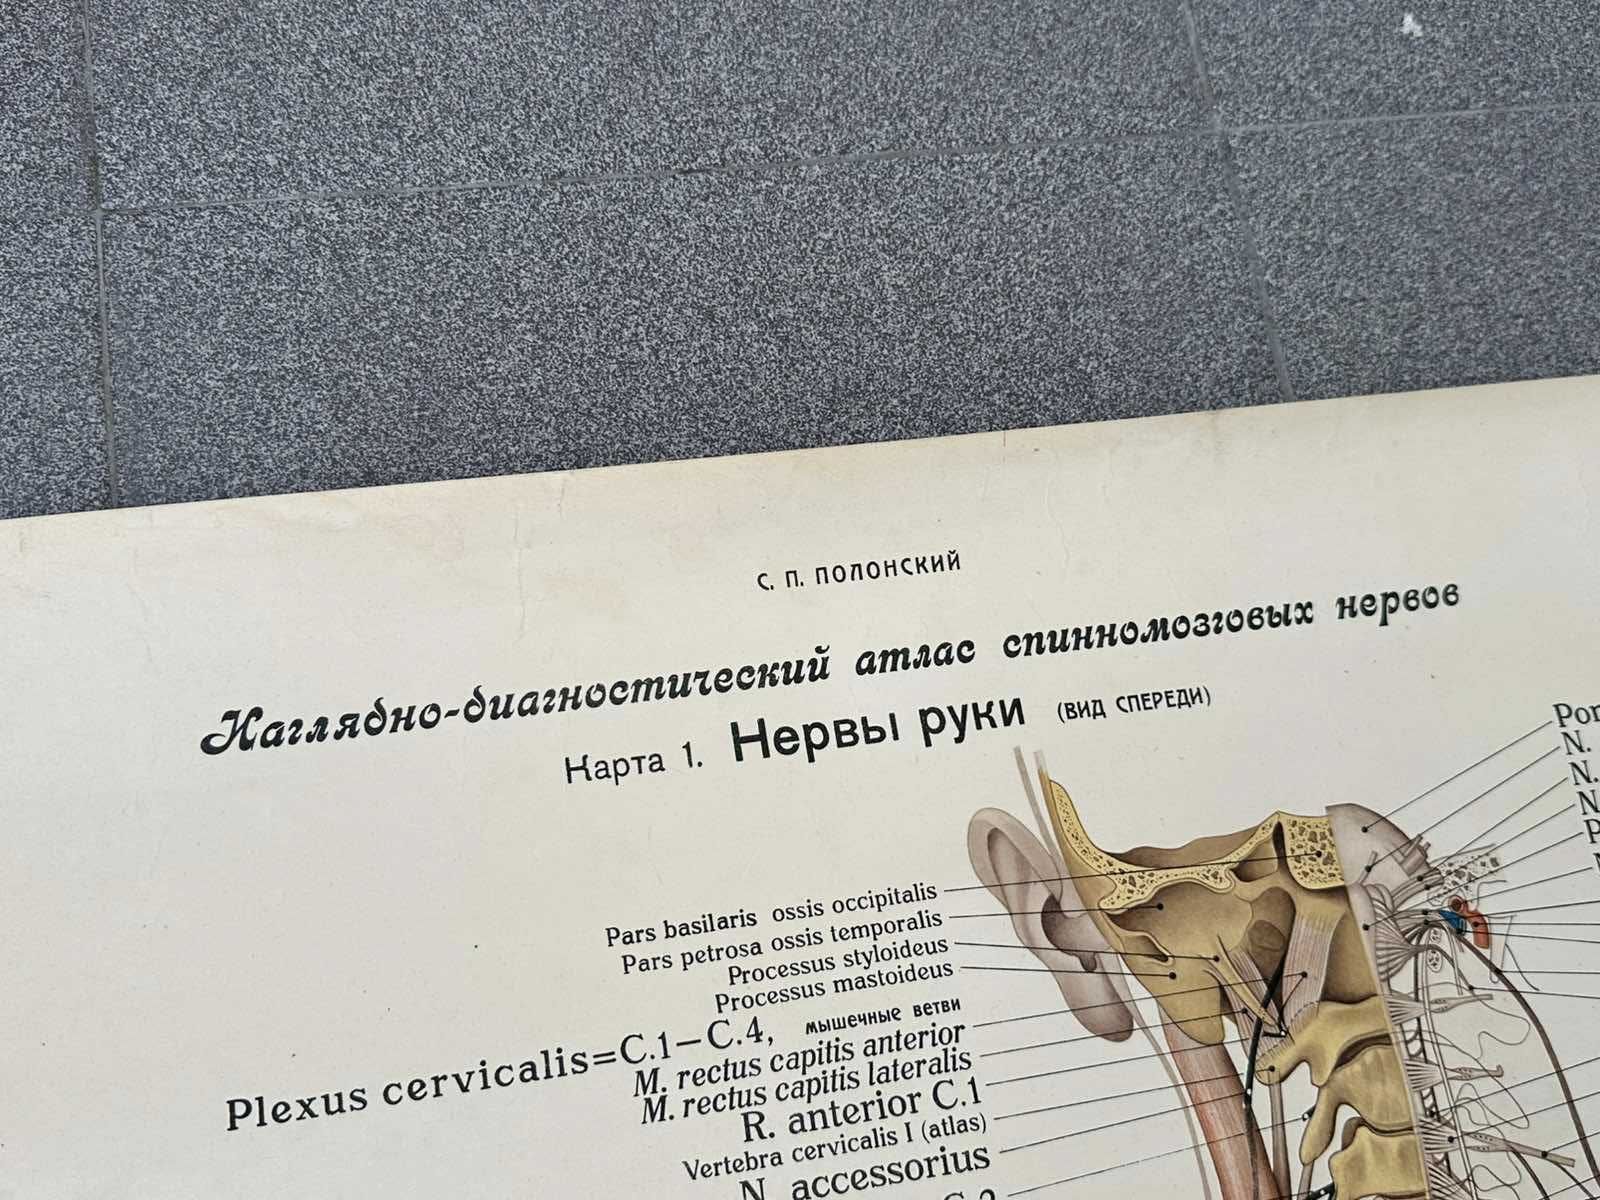 С. П. ПОЛОНСКИЙ
Наглядно-диагностический атлас спинномозговых нервов
Карта 1. Нервы руки (ВИД СПЕРЕДИ)
Pars basilaris ossis occipitalis
Pars petrosa ossis temporalis
Processus styloideus
Processus mastoideus
Plexus cervicalis=C.1—C.4, мышечные ветви
M. rectus capitis anterior
M. rectus capitis lateralis
R. anterior C.1
Vertebra cervicalis I (atlas)
N. accessorius
N.
N.
N